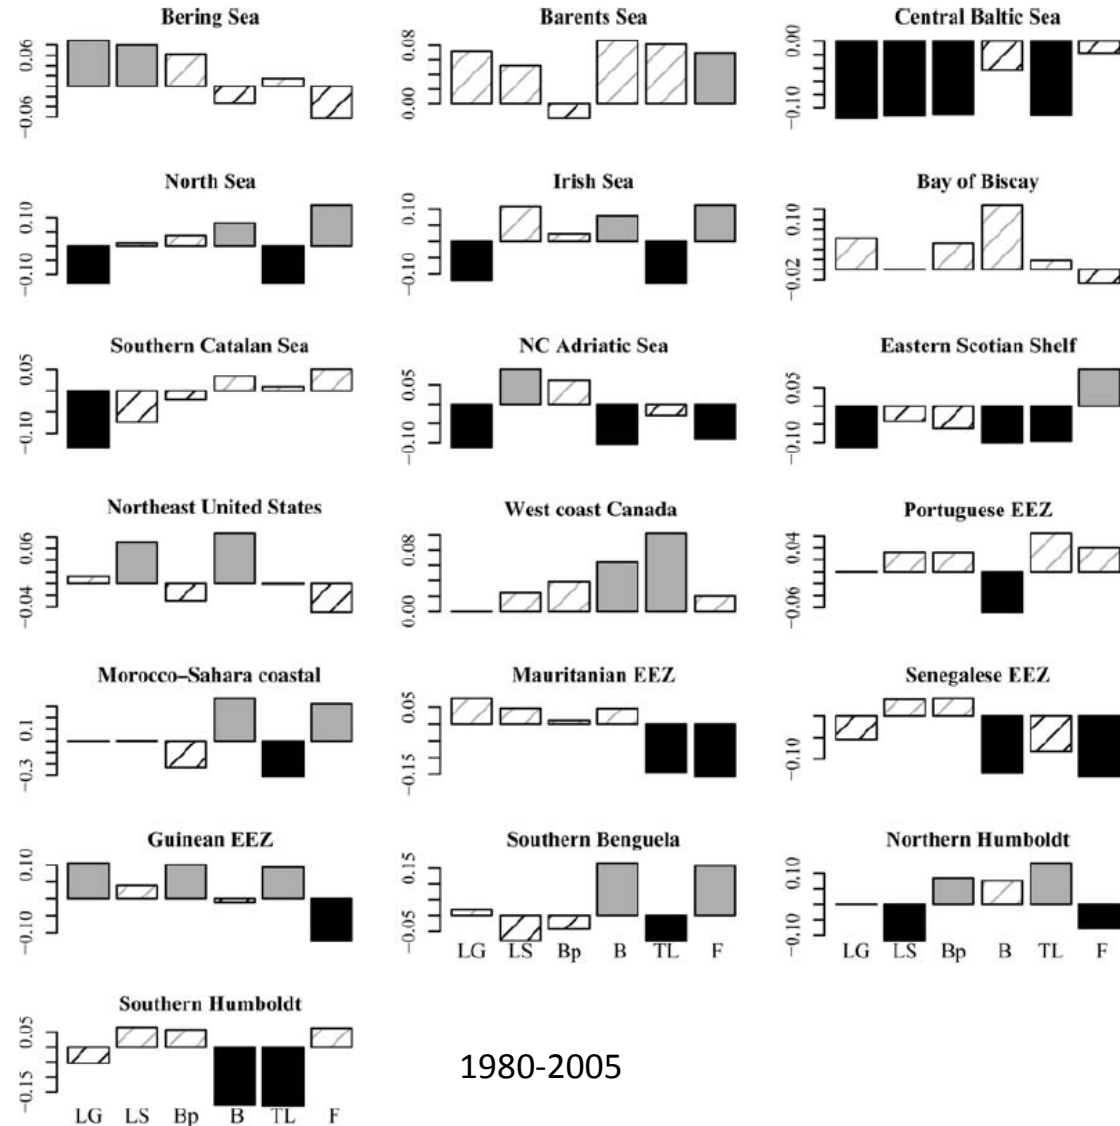 Bering Sea
0.06
−0.06
Barents Sea
0.08
0.00
Central Baltic Sea
0.00
−0.10
North Sea
0.10
−0.10
Irish Sea
0.10
−0.10
Bay of Biscay
0.10
−0.02
Southern Catalan Sea
0.05
−0.10
NC Adriatic Sea
0.05
−0.10
Eastern Scotian Shelf
0.05
−0.10
Northeast United States
0.06
−0.04
West coast Canada
0.08
0.00
Portuguese EEZ
0.04
−0.06
Morocco–Sahara coastal
0.1
−0.3
Mauritanian EEZ
0.05
−0.15
Senegalese EEZ
−0.10
Guinean EEZ
0.10
−0.10
Southern Benguela
0.15
−0.05
LG LS Bp B TL F
Northern Humboldt
0.10
−0.10
LG LS Bp B TL F
Southern Humboldt
0.05
−0.15
LG LS Bp B TL F
1980-2005